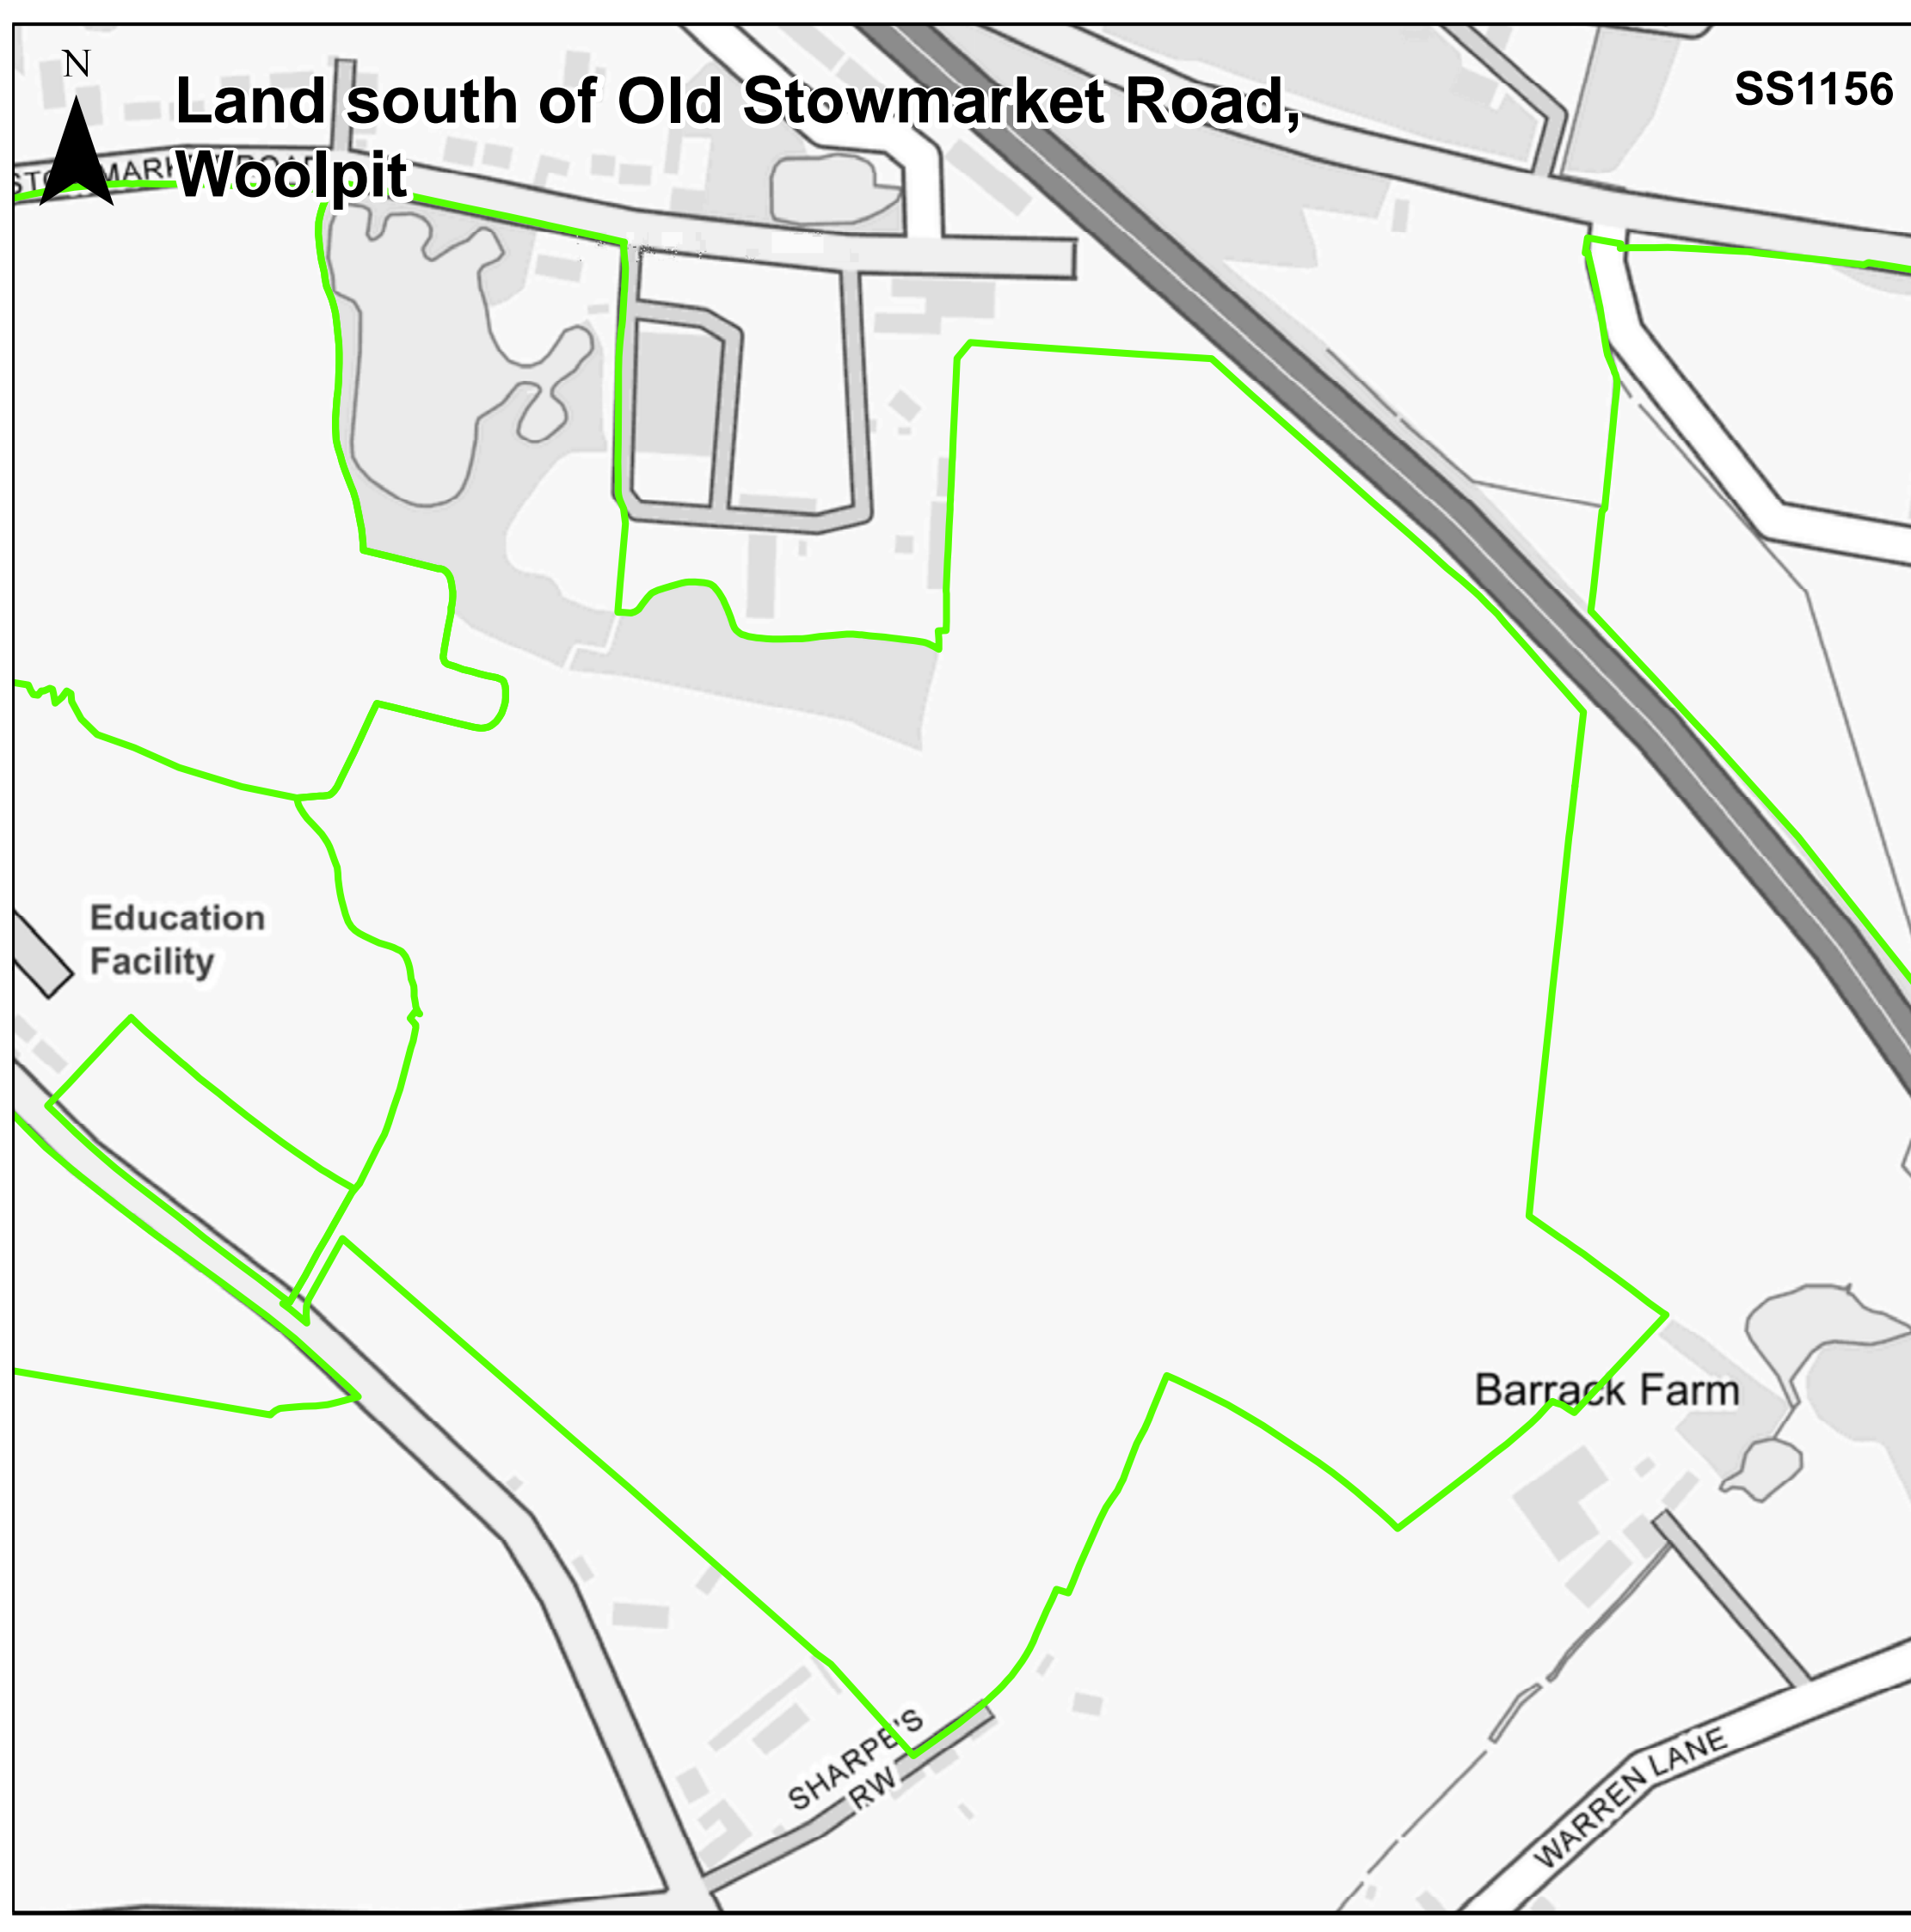 N
Land south of Old Stowmarket Road,
Woolpit
SS1156
Education
Facility
Barrack Farm
SHARPE'S
RW
WARREN LANE